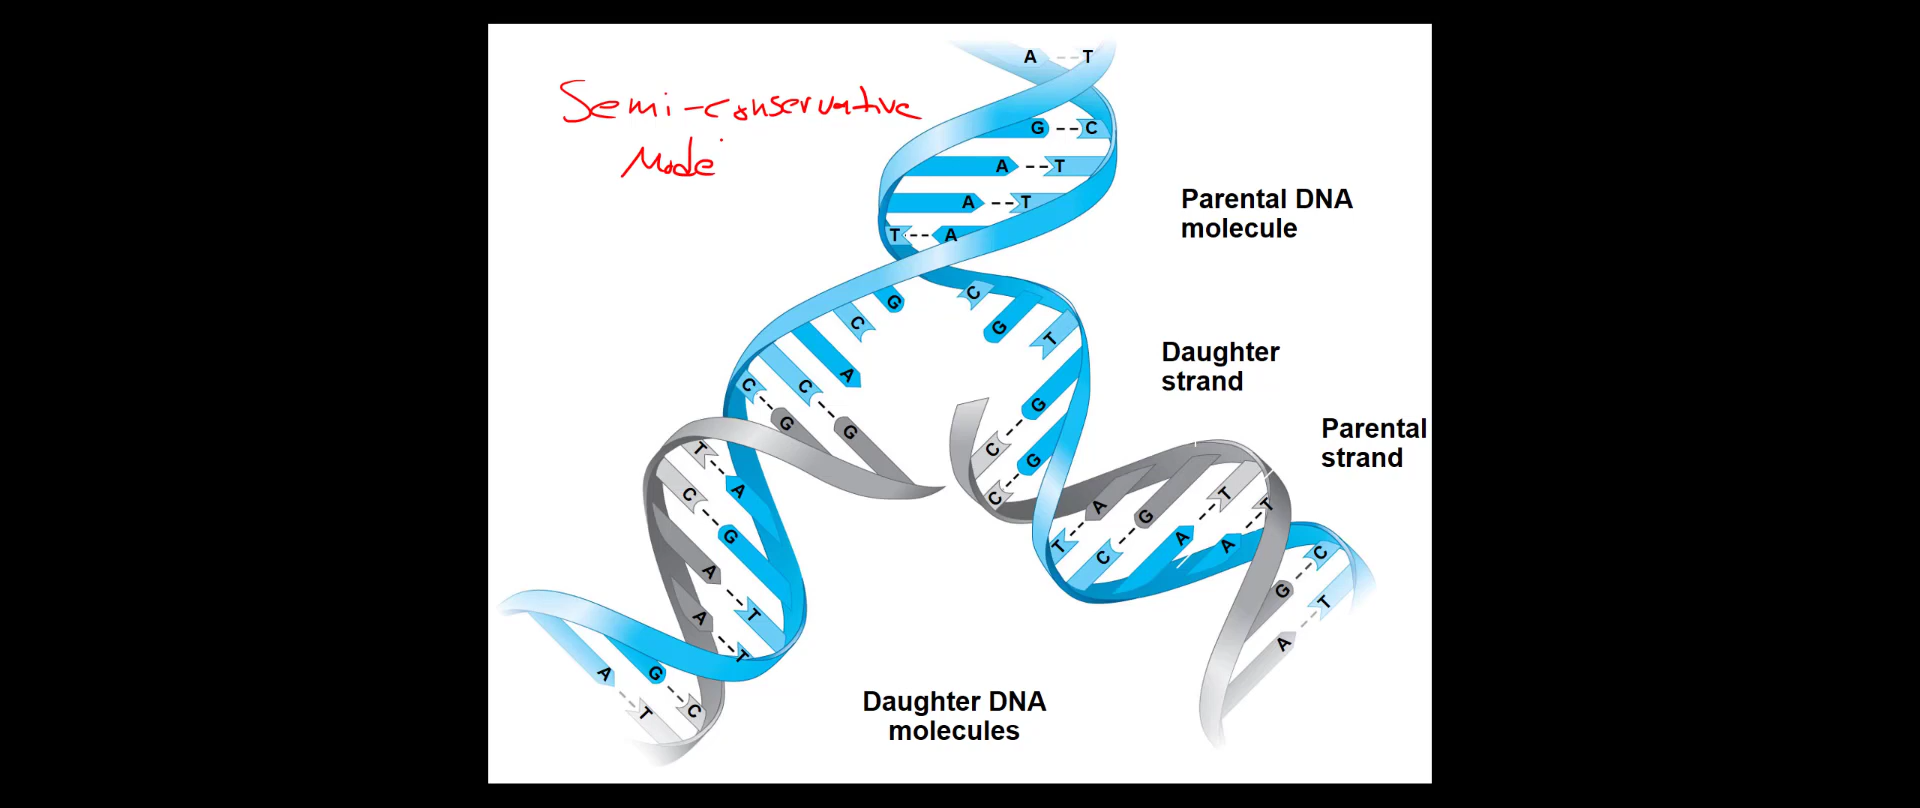 Semi-conservative
Mode
A T
G C
A T
A T
T A
Parental DNA
molecule
G C
C G
A T
Daughter
strand
C C G
G G C
G C
Parental
strand
T A
C G
A T
T A
G C
A T
C G
A T
A T
T A
G C
A T
A G
T C
Daughter DNA
molecules